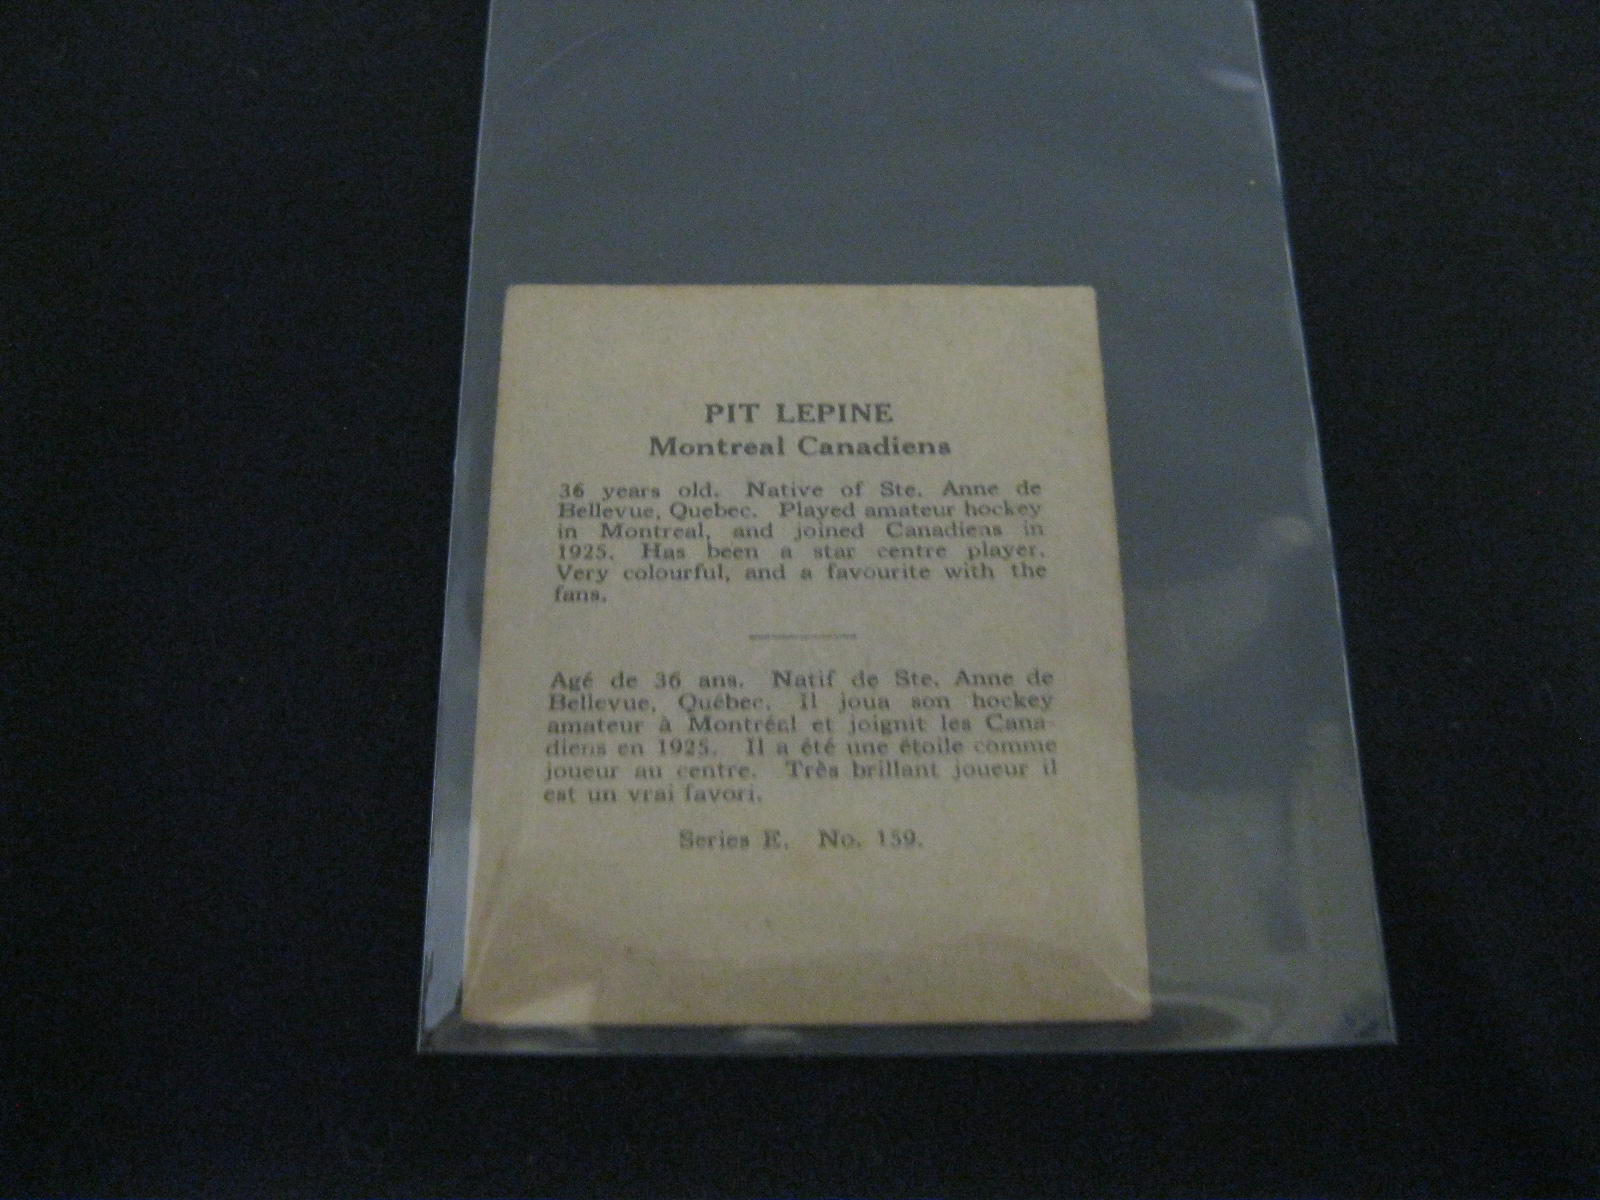 PIT LEPINE
Montreal Canadiens
36 years old. Native of Ste. Anne de
Bellevue, Quebec. Played amateur hockey
in Montreal, and joined Canadiens in
1925. Has been a star centre player.
Very colourful, and a favourite with the
fans.
Agé de 36 ans. Natif de Ste. Anne de
Bellevue, Québec. Il joua son hockey
amateur à Montréal et joignit les Cana-
diens en 1925. Il a été une étoile comme
joueur au centre. Très brillant joueur il
est un vrai favori.
Series E. No. 159.